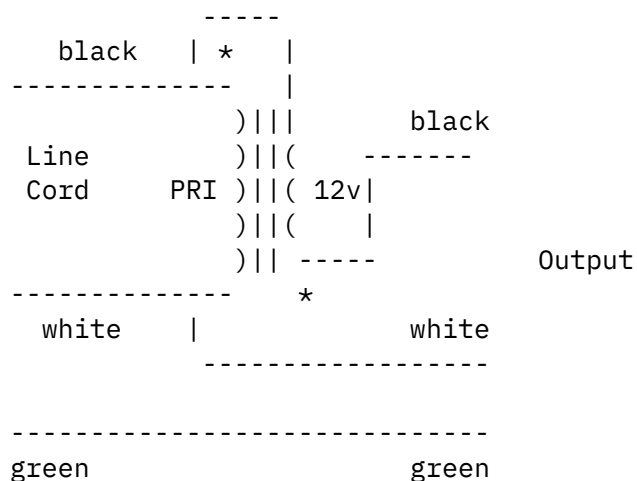 -----
   black    | *   |
--------------    |
              )|||       black
 Line         )||(   -------
 Cord     PRI )||( 12v|
              )||(    |
              )|| -----          Output
--------------    *
  white     |            white
            ------------------

------------------------------
green                    green